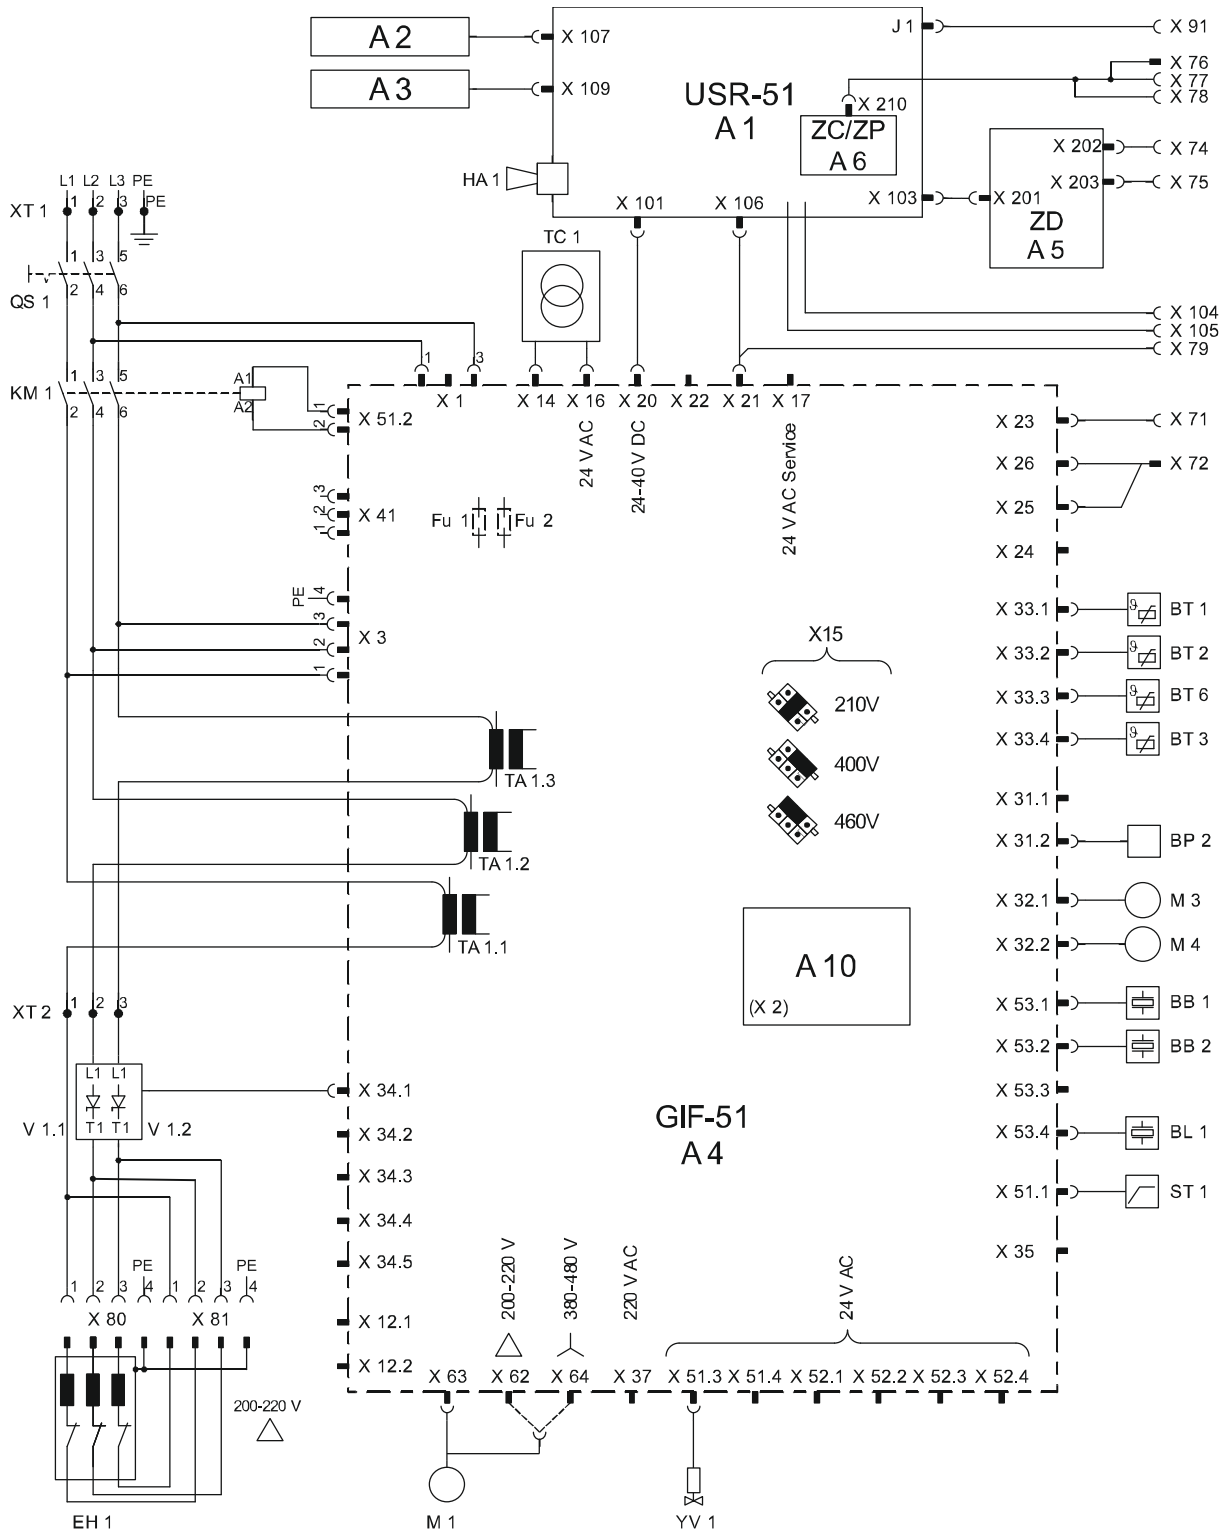 A 2
X 107
J 1
X 91
X 76
X 77
X 78
A 3
X 109
USR-51
A 1
X 210
ZC/ZP
A 6
X 202
X 74
X 203
X 75
HA 1
X 101
X 106
X 103
X 201
ZD
A 5
L1 L2 L3 PE
XT 1
1 2 3 PE
TC 1
1 3 5
QS 1
2 4 6
X 104
X 105
X 79
1 3
1 3 5
KM 1
A1
A2
2 4 6
X 1
X 14
X 16
X 20
X 22
X 21
X 17
1
2
X 51.2
24 V AC
24-40 V DC
24 V AC Service
X 23
X 71
X 26
X 72
X 25
X 24
3
2
1
X 41
Fu 1
Fu 2
PE 4
3
2
1
X 3
X 33.1
BT 1
X 33.2
BT 2
X 33.3
BT 6
X 33.4
BT 3
ϑ
ϑ
ϑ
ϑ
X15
210V
400V
460V
TA 1.3
TA 1.2
TA 1.1
X 31.1
X 31.2
BP 2
X 32.1
M 3
X 32.2
M 4
A 10
(X 2)
X 53.1
BB 1
X 53.2
BB 2
X 53.3
X 53.4
BL 1
X 51.1
ST 1
X 35
XT 2
1 2 3
L1 L1
T1 T1
V 1.1
V 1.2
X 34.1
X 34.2
X 34.3
X 34.4
X 34.5
X 12.1
X 12.2
GIF-51
A 4
PE PE
1 2 3 4 1 2 3 4
X 80
X 81
200-220 V
380-480 V
220 V AC
24 V AC
X 63
X 62
X 64
X 37
X 51.3
X 51.4
X 52.1
X 52.2
X 52.3
X 52.4
200-220 V
EH 1
M 1
YV 1